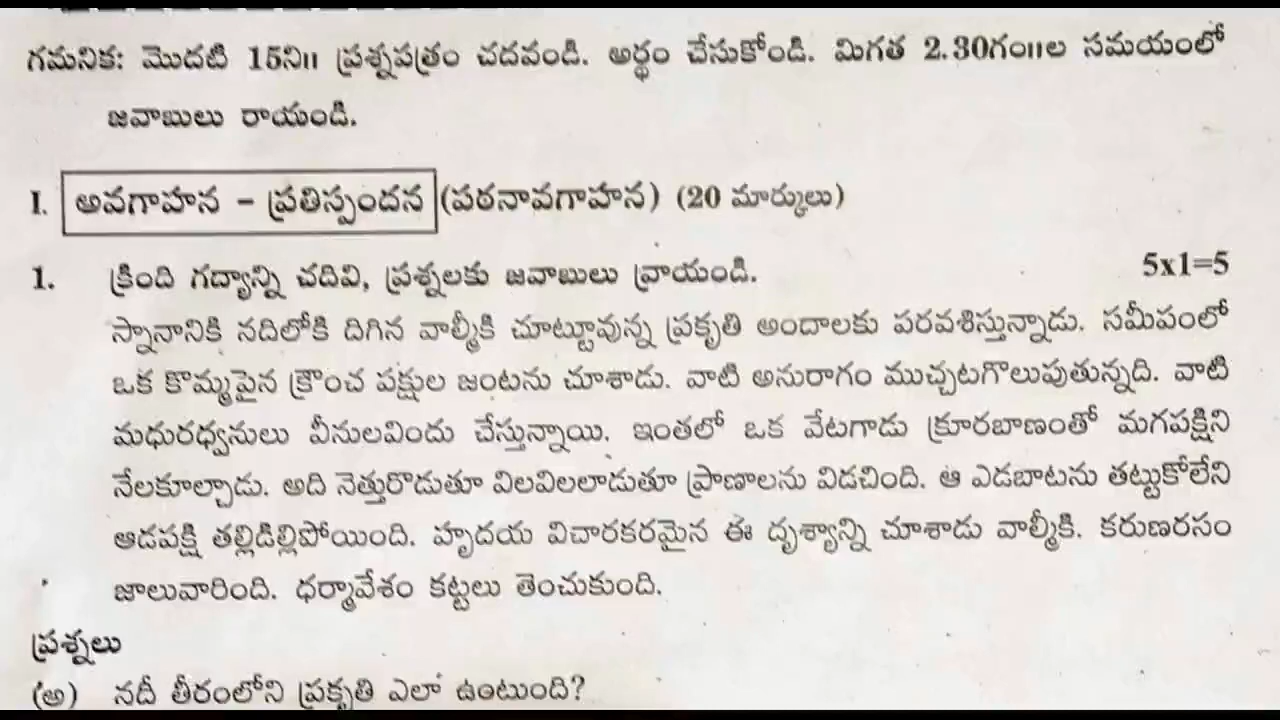 గమనిక: మొదటి 15ని॥ ప్రశ్నపత్రం చదవండి. అర్థం చేసుకోండి. మిగత 2.30గం॥ల సమయంలో
జవాబులు రాయండి.
I. అవగాహన – ప్రతిస్పందన (పఠనావగాహన) (20 మార్కులు)
1. క్రింది గద్యాన్ని చదివి, ప్రశ్నలకు జవాబులు వ్రాయండి. 5x1=5
స్నానానికి నదిలోకి దిగిన వాల్మీకి చూట్టూవున్న ప్రకృతి అందాలకు పరవశిస్తున్నాడు. సమీపంలో
ఒక కొమ్మపైన క్రౌంచ పక్షుల జంటను చూశాడు. వాటి అనురాగం ముచ్చటగొలుపుతున్నది. వాటి
మధురధ్వనులు వీనులవిందు చేస్తున్నాయి. ఇంతలో ఒక వేటగాడు క్రూరబాణంతో మగపక్షిని
నేలకూల్చాడు. అది నెత్తురొడుతూ విలవిలలాడుతూ ప్రాణాలను విడచింది. ఆ ఎడబాటను తట్టుకోలేని
ఆడపక్షి తల్లిడిల్లిపోయింది. హృదయ విచారకరమైన ఈ దృశ్యాన్ని చూశాడు వాల్మీకి. కరుణరసం
జాలువారింది. ధర్మావేశం కట్టలు తెంచుకుంది.
ప్రశ్నలు
(అ) నదీ తీరంలోని ప్రకృతి ఎలా ఉంటుంది?